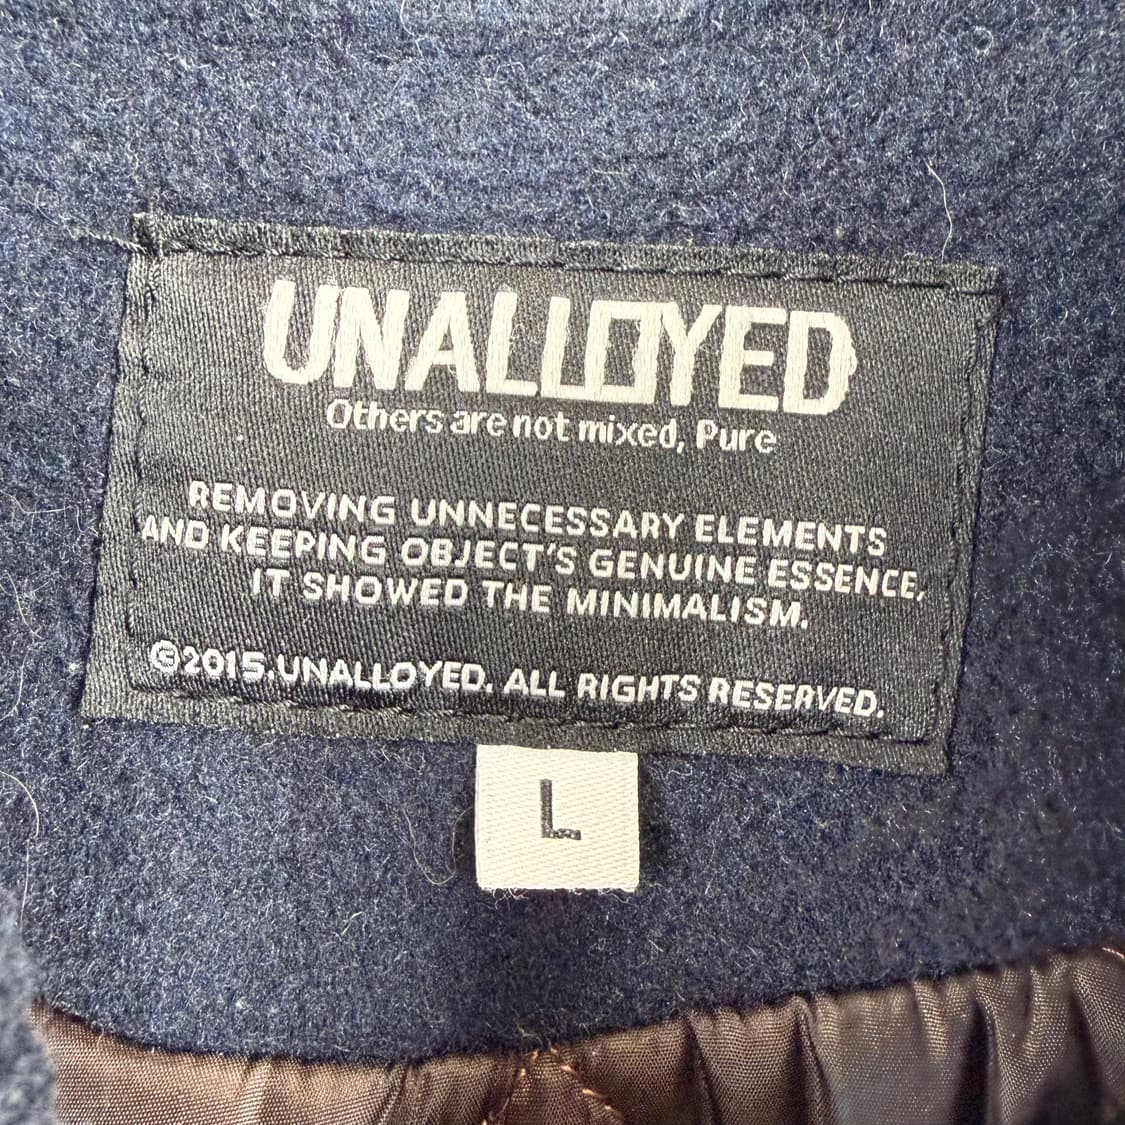 UNALLOYED
Others are not mixed, Pure
REMOVING UNNECESSARY ELEMENTS
AND KEEPING OBJECT'S GENUINE ESSENCE,
IT SHOWED THE MINIMALISM.
©2015.UNALLOYED. ALL RIGHTS RESERVED.
L